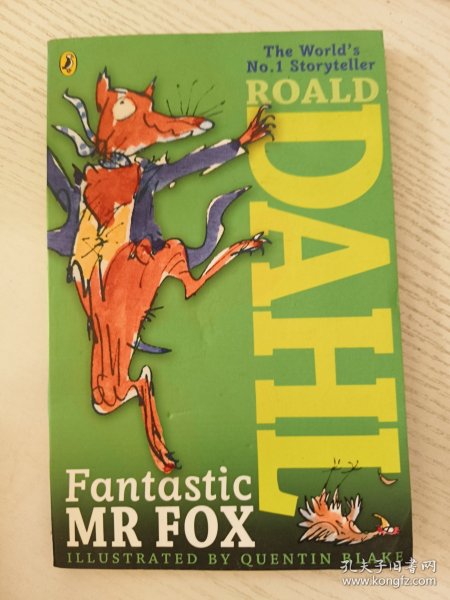 The World's
No.1 Storyteller
ROALD
DAHL
Fantastic
MR FOX
ILLUSTRATED BY QUENTIN BLAKE
孔夫子旧书网
www.kongfz.com